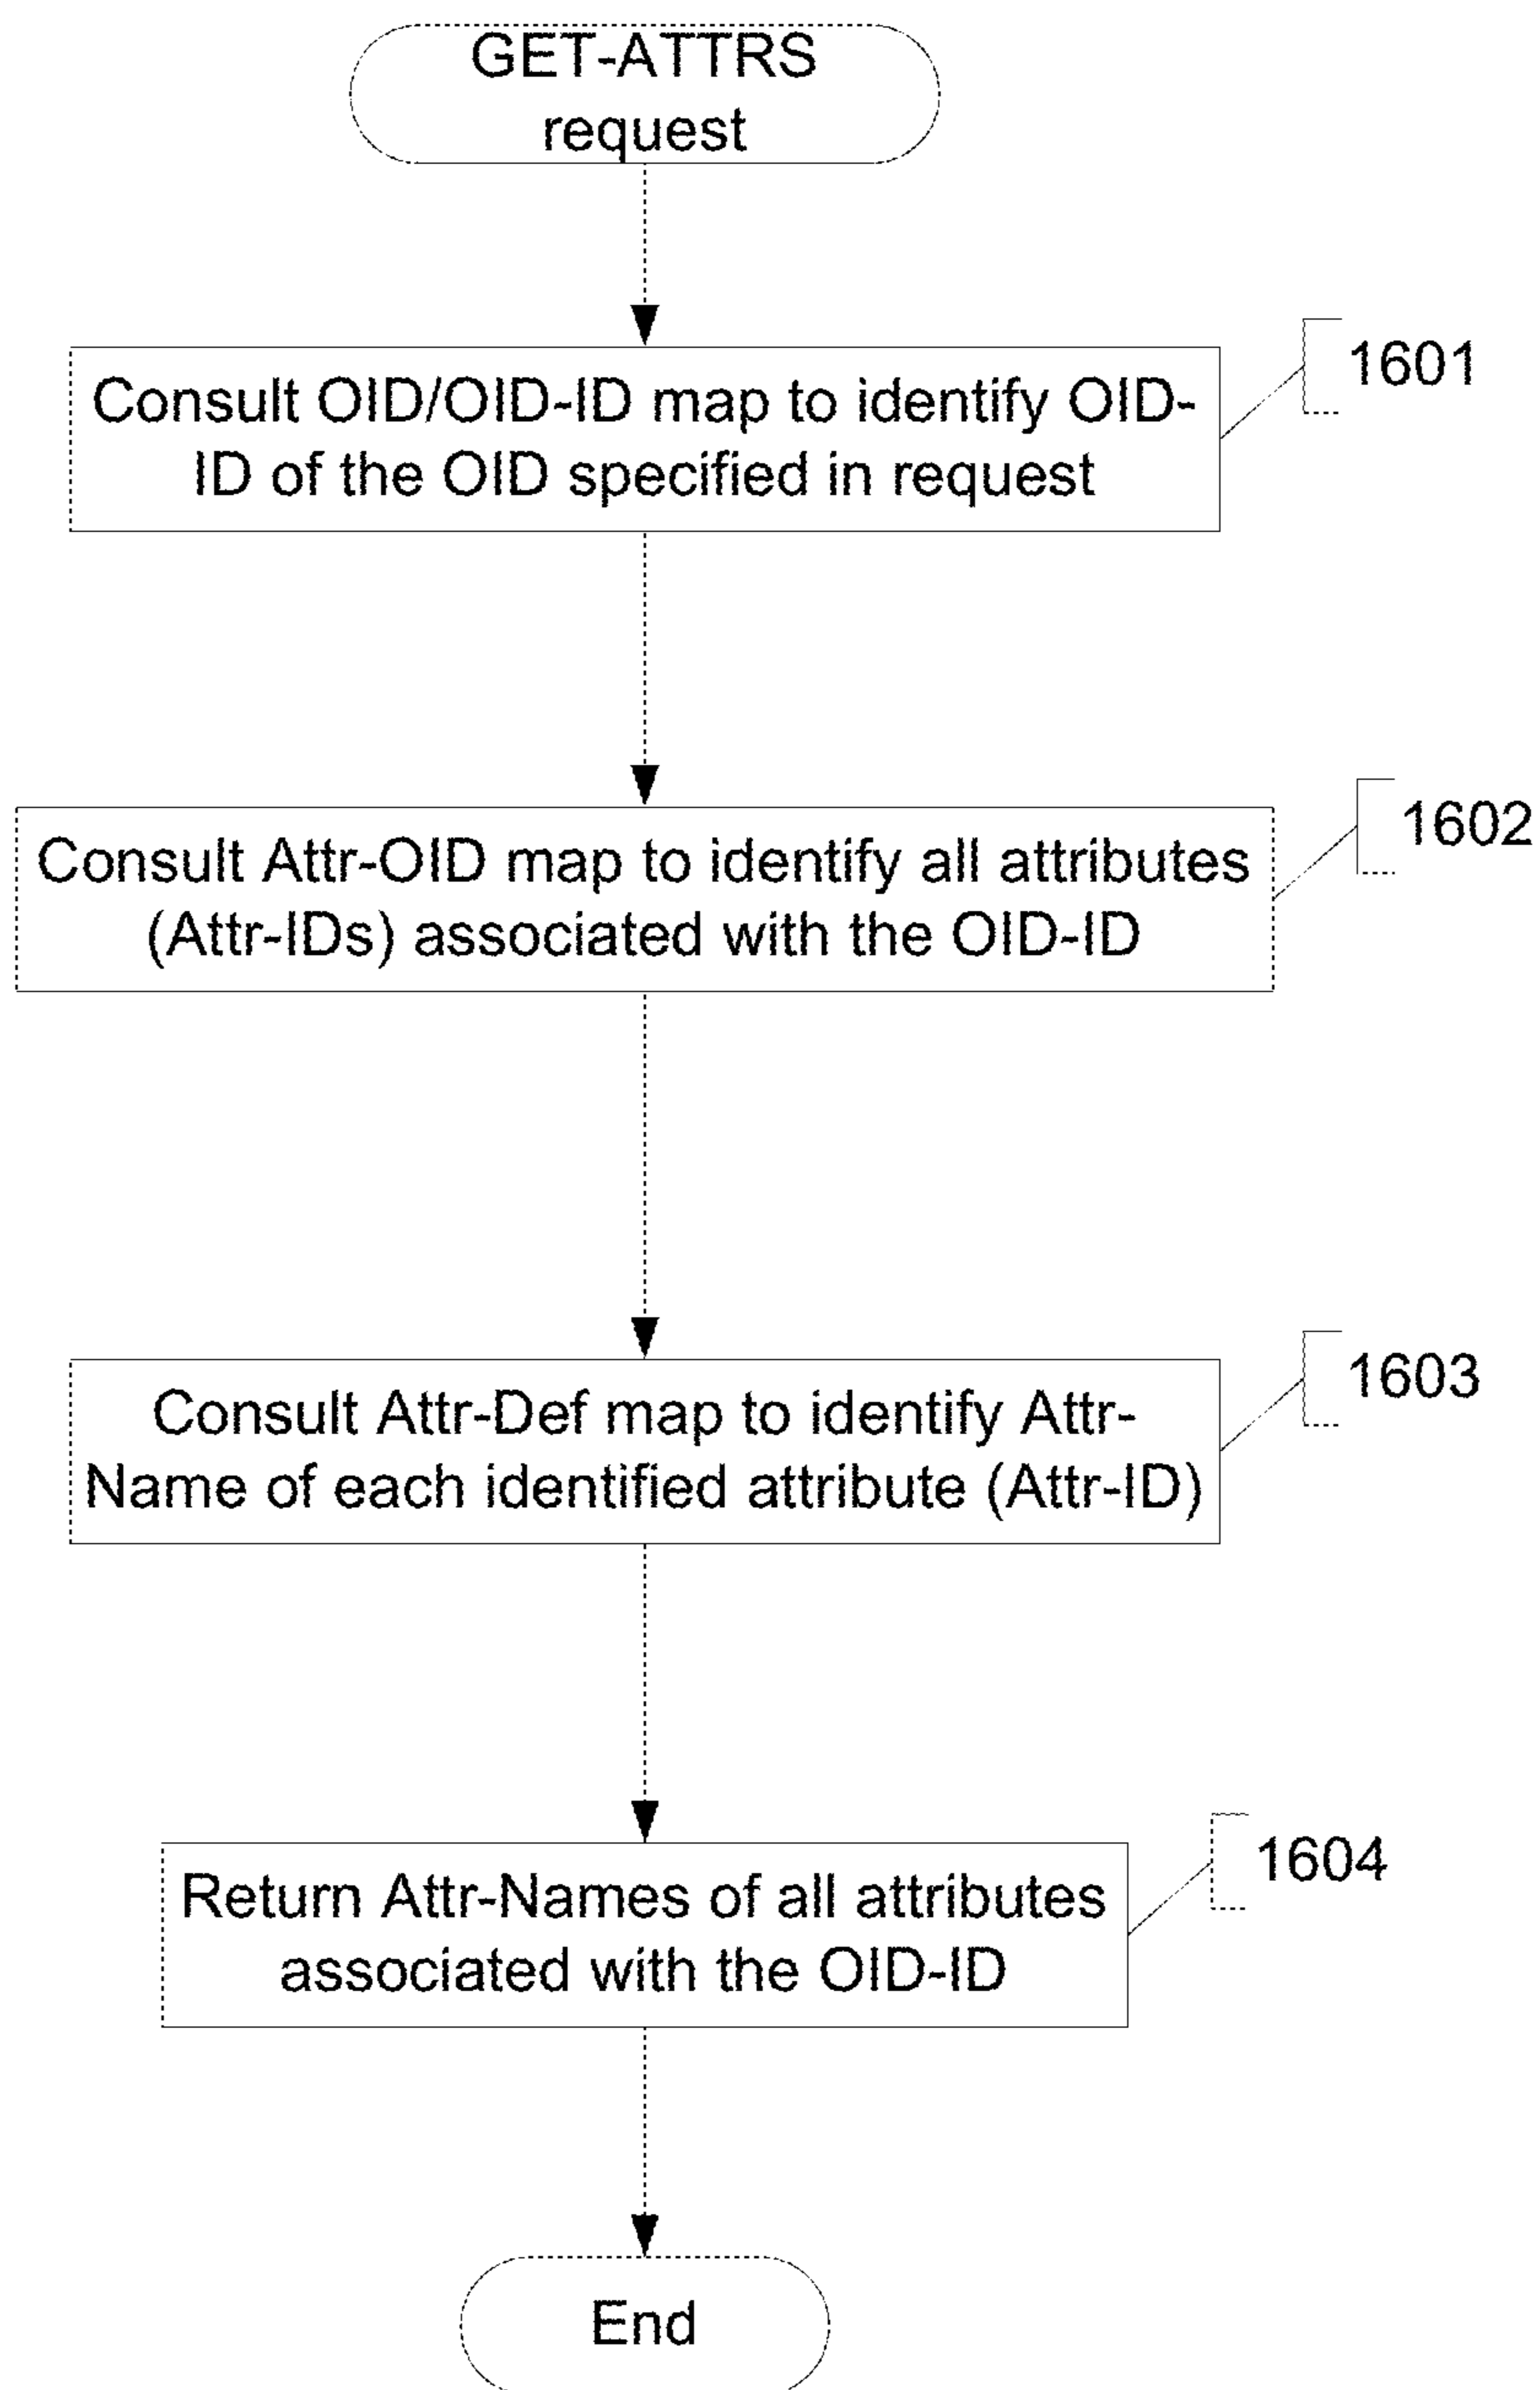 GET-ATTRS
request
1601
Consult OID/OID-ID map to identify OID-
ID of the OID specified in request
1602
Consult Attr-OID map to identify all attributes
(Attr-IDs) associated with the OID-ID
1603
Consult Attr-Def map to identify Attr-
Name of each identified attribute (Attr-ID)
1604
Return Attr-Names of all attributes
associated with the OID-ID
End